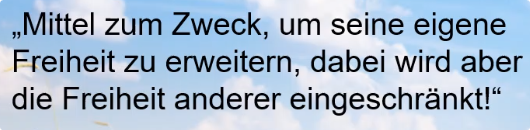 „Mittel zum Zweck, um seine eigene
Freiheit zu erweitern, dabei wird aber
die Freiheit anderer eingeschränkt!“